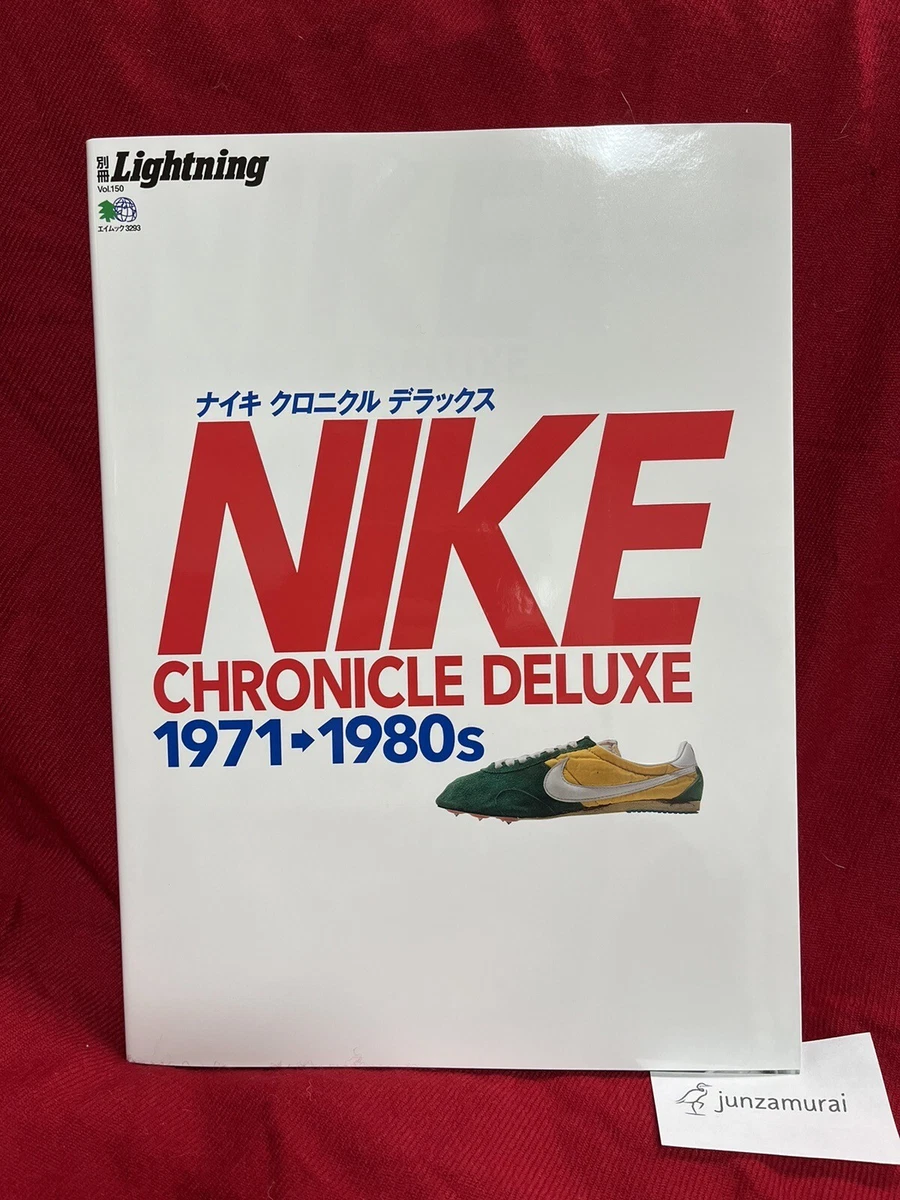 別冊 Lightning
Vol.150
エイムック 3293
ナイキ クロニクル デラックス
NIKE
CHRONICLE DELUXE
1971➡1980s
junzamurai